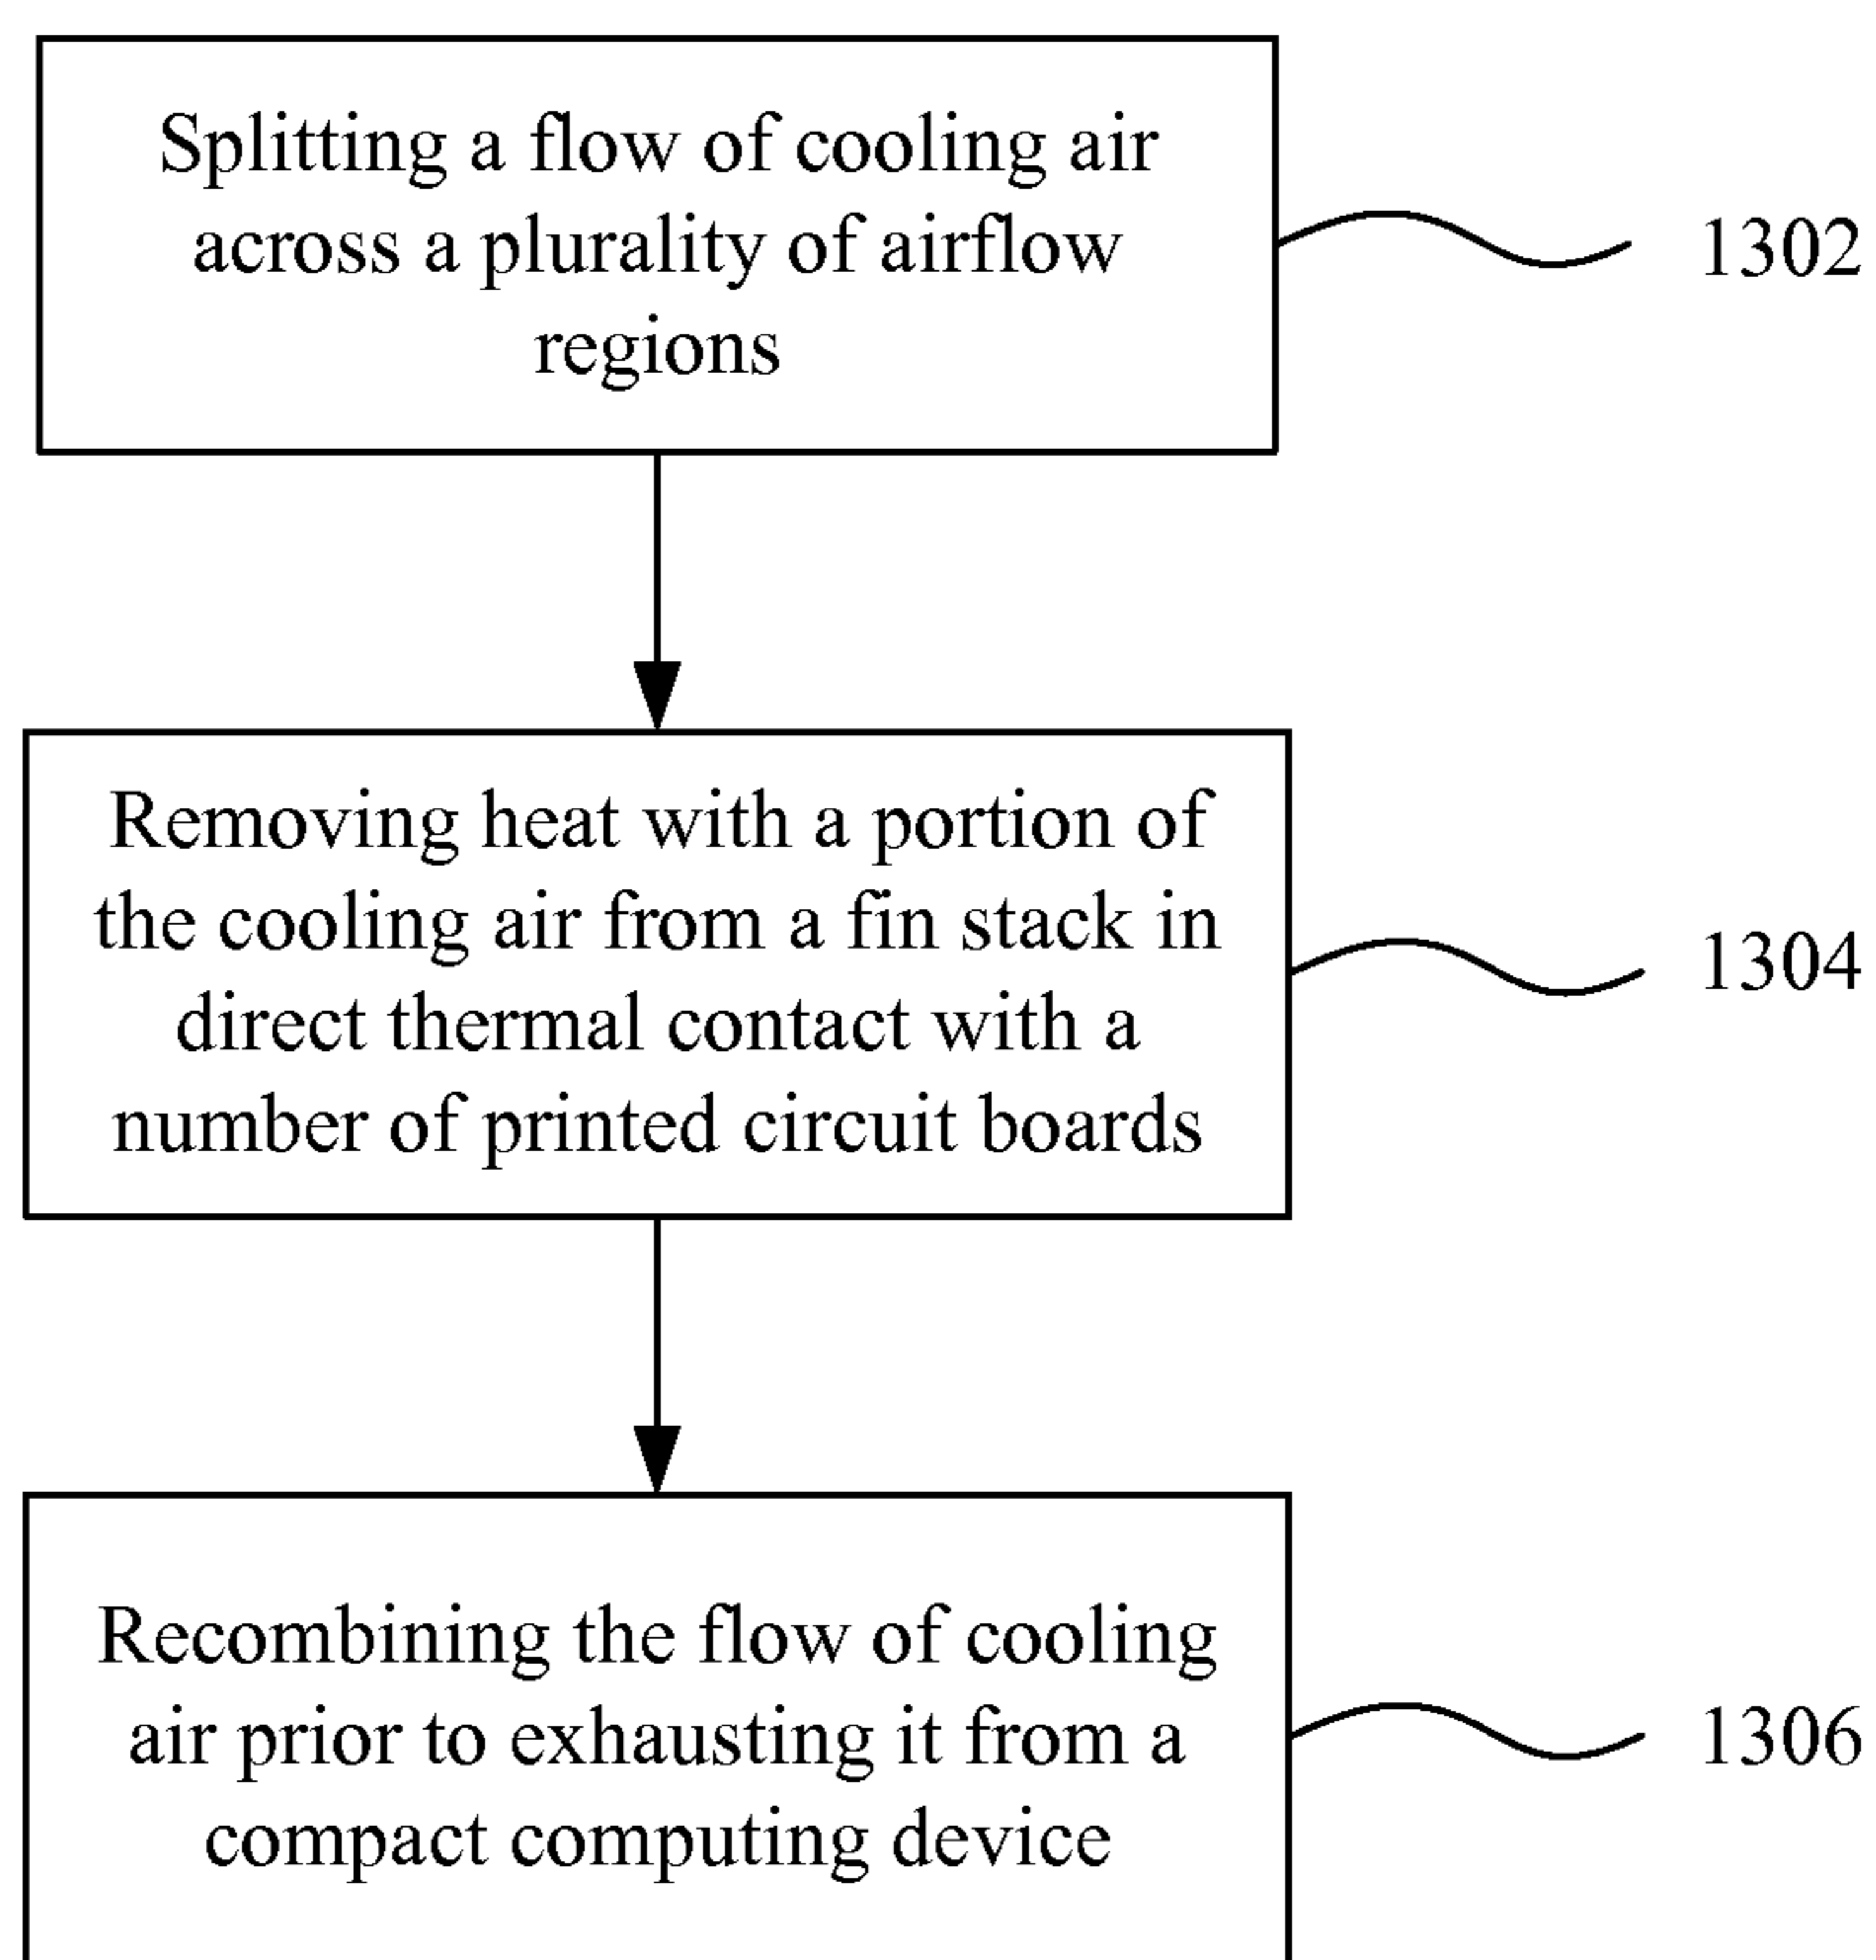 Splitting a flow of cooling air
across a plurality of airflow
regions
1302
Removing heat with a portion of
the cooling air from a fin stack in
direct thermal contact with a
number of printed circuit boards
1304
Recombining the flow of cooling
air prior to exhausting it from a
compact computing device
1306